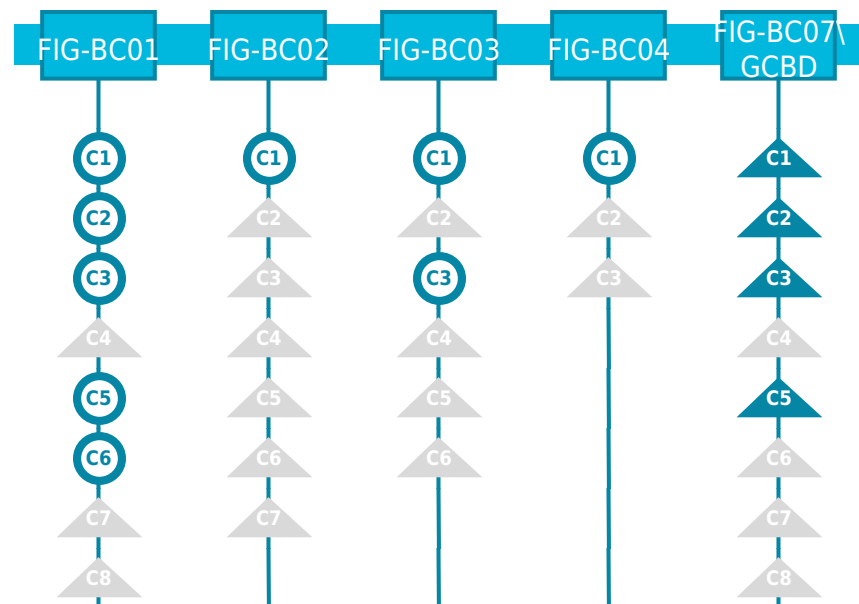 FIG-BC01 FIG-BC02 FIG-BC03 FIG-BC04 FIG-BC07\
GCBD
C1 C1 C1 C1 C1
C2 C2 C2 C2 C2
C3 C3 C3 C3 C3
C4 C4 C4 C4
C5 C5 C5 C5
C6 C6 C6 C6
C7 C7 C7
C8 C8